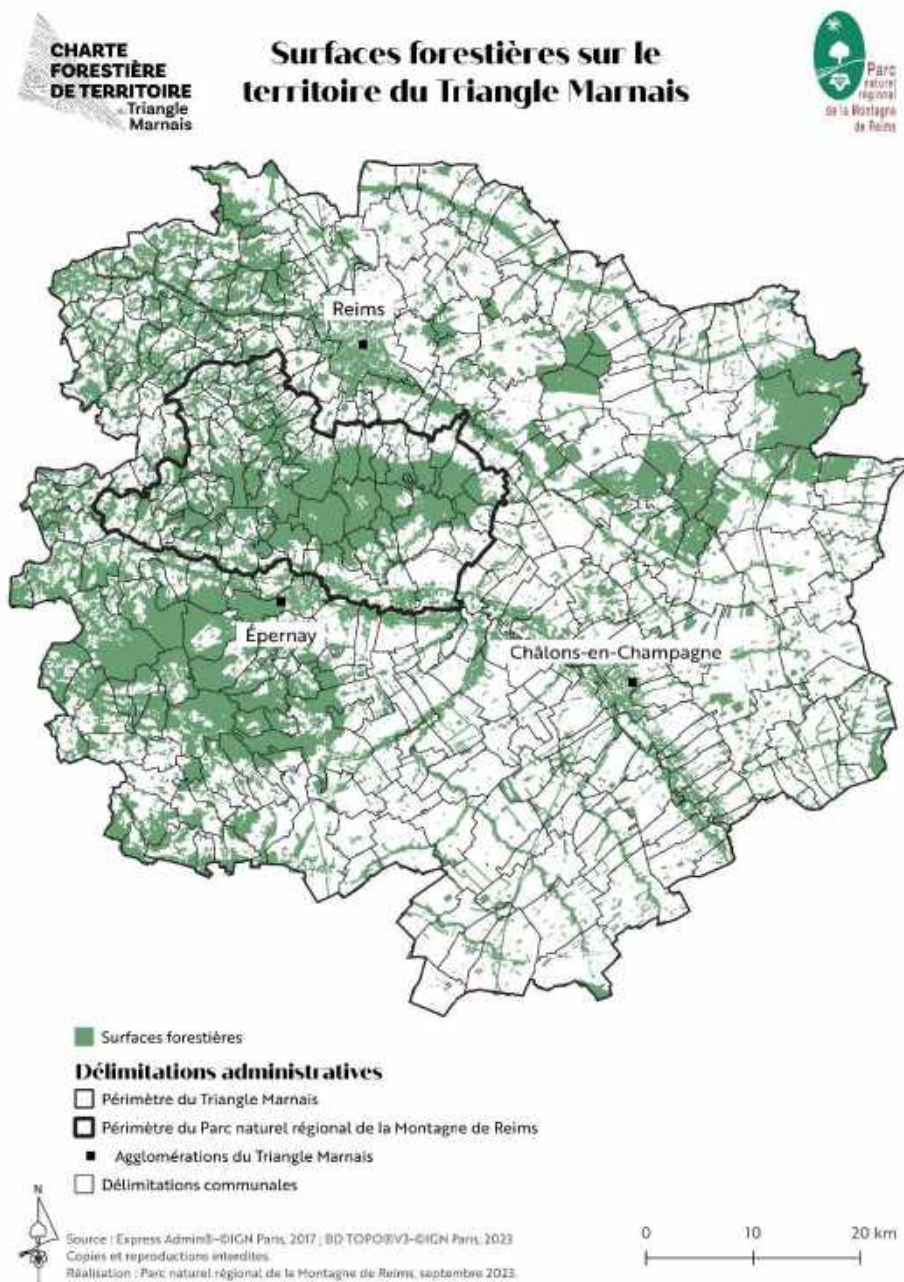 CHARTE
FORESTIÈRE
DE TERRITOIRE
du Triangle
Marnais
Surfaces forestières sur le
territoire du Triangle Marnais
Parc
naturel
régional
de la Montagne
de Reims
Reims
Épernay
Châlons-en-Champagne
Surfaces forestières
Délimitations administratives
Périmètre du Triangle Marnais
Périmètre du Parc naturel régional de la Montagne de Reims
Agglomérations du Triangle Marnais
Délimitations communales
N
Source : Express Admin®-©IGN Paris, 2017 ; BD TOPO®V3-©IGN Paris, 2023
Copies et reproductions interdites.
Réalisation : Parc naturel régional de la Montagne de Reims, septembre 2023.
0 10 20 km